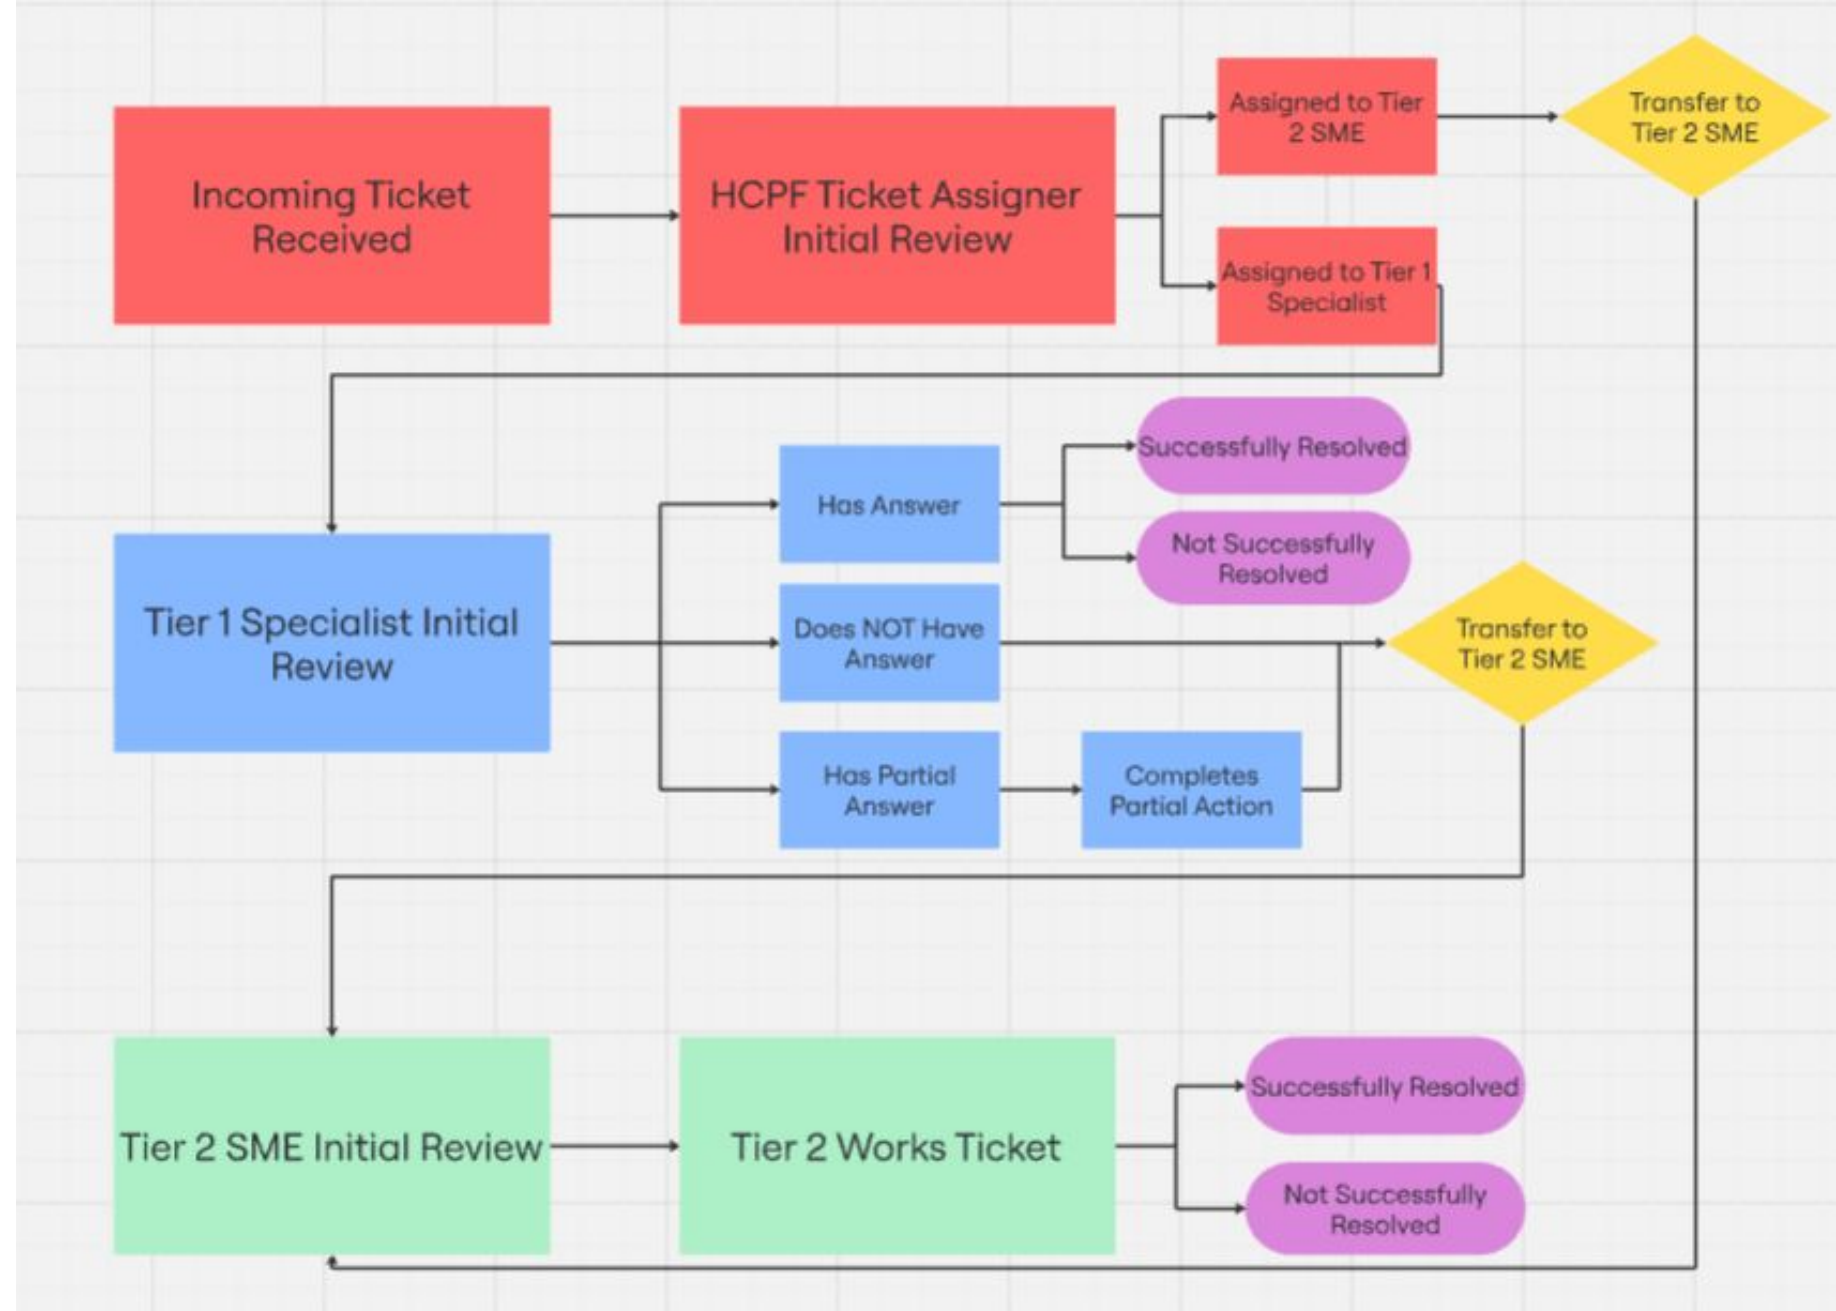 Incoming Ticket
Received
HCPF Ticket Assigner
Initial Review
Assigned to Tier
2 SME
Transfer to
Tier 2 SME
Assigned to Tier 1
Specialist
Successfully Resolved
Has Answer
Not Successfully
Resolved
Tier 1 Specialist Initial
Review
Does NOT Have
Answer
Transfer to
Tier 2 SME
Has Partial
Answer
Completes
Partial Action
Tier 2 SME Initial Review
Tier 2 Works Ticket
Successfully Resolved
Not Successfully
Resolved